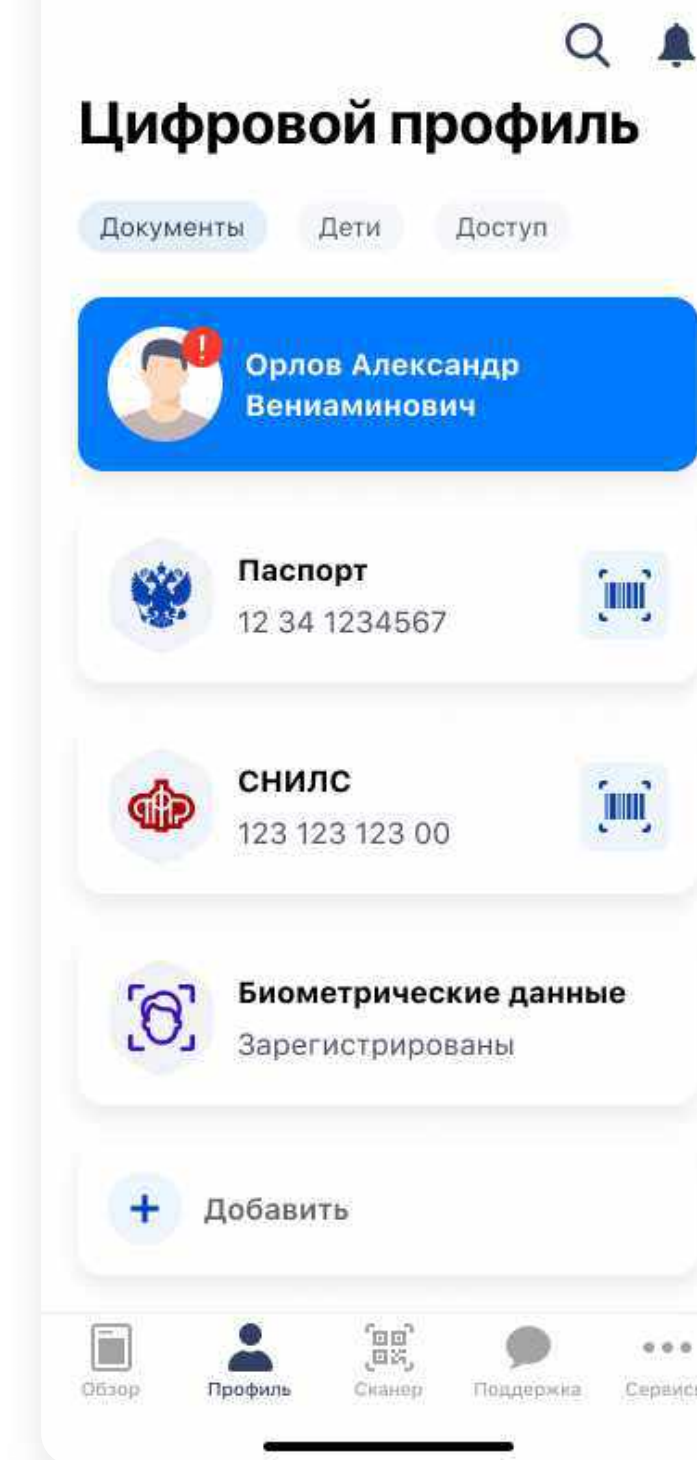 Цифровой профиль
Документы Дети Доступ
!
Орлов Александр
Вениаминович
Паспорт
12 34 1234567
СНИЛС
123 123 123 00
Биометрические данные
Зарегистрированы
+ Добавить
Обзор Профиль Сканер Поддержка